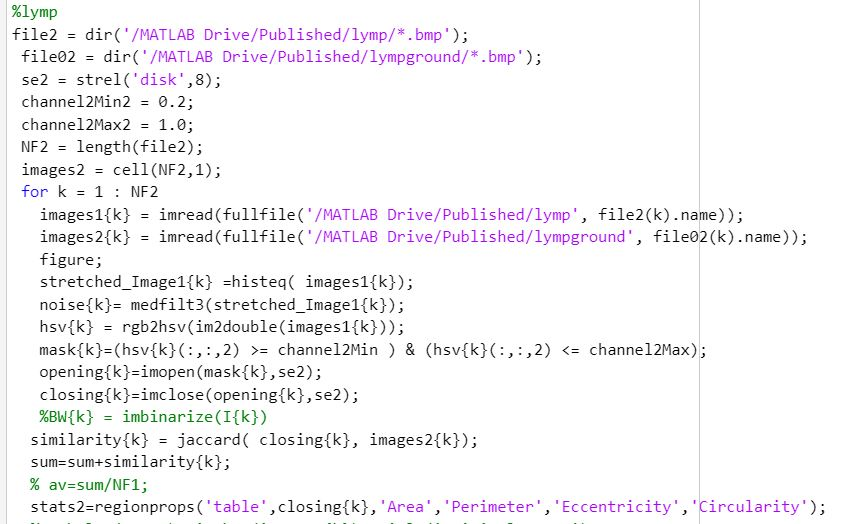 %lymp
file2 = dir('/MATLAB Drive/Published/lymp/*.bmp');
file02 = dir('/MATLAB Drive/Published/lympground/*.bmp');
se2 = strel('disk',8);
channel2Min2 = 0.2;
channel2Max2 = 1.0;
NF2 = length(file2);
images2 = cell(NF2,1);
for k = 1 : NF2
images1{k} = imread(fullfile('/MATLAB Drive/Published/lymp', file2(k).name));
images2{k} = imread(fullfile('/MATLAB Drive/Published/lympground', file02(k).name));
figure;
stretched_Image1{k} =histeq( images1{k});
noise{k}= medfilt3(stretched_Image1{k});
hsv{k} = rgb2hsv(im2double(images1{k}));
mask{k}=(hsv{k}(:,:,2) >= channel2Min ) & (hsv{k}(:,:,2) <= channel2Max);
opening{k}=imopen(mask{k},se2);
closing{k}=imclose(opening{k},se2);
%BW{k} = imbinarize(I{k})
similarity{k} = jaccard( closing{k}, images2{k});
sum=sum+similarity{k};
% av=sum/NF1;
stats2=regionprops('table',closing{k},'Area','Perimeter','Eccentricity','Circularity');